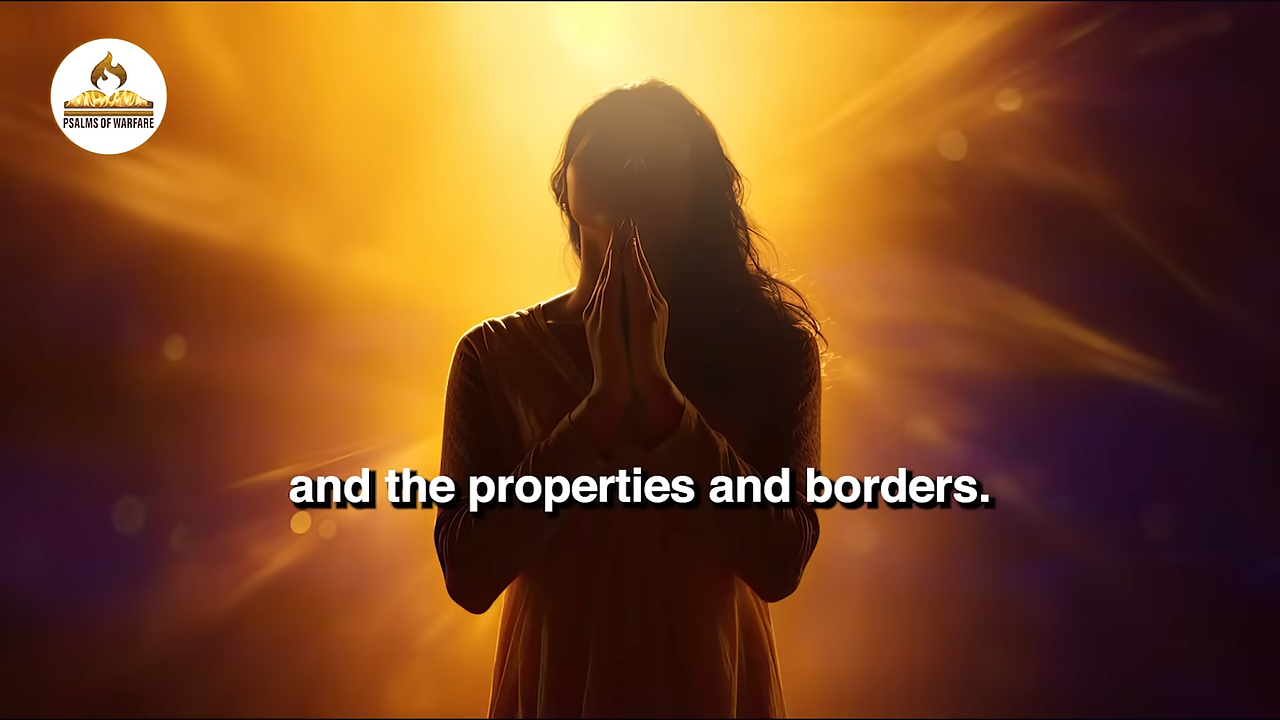 PSALMS OF WARFARE
and the properties and borders.